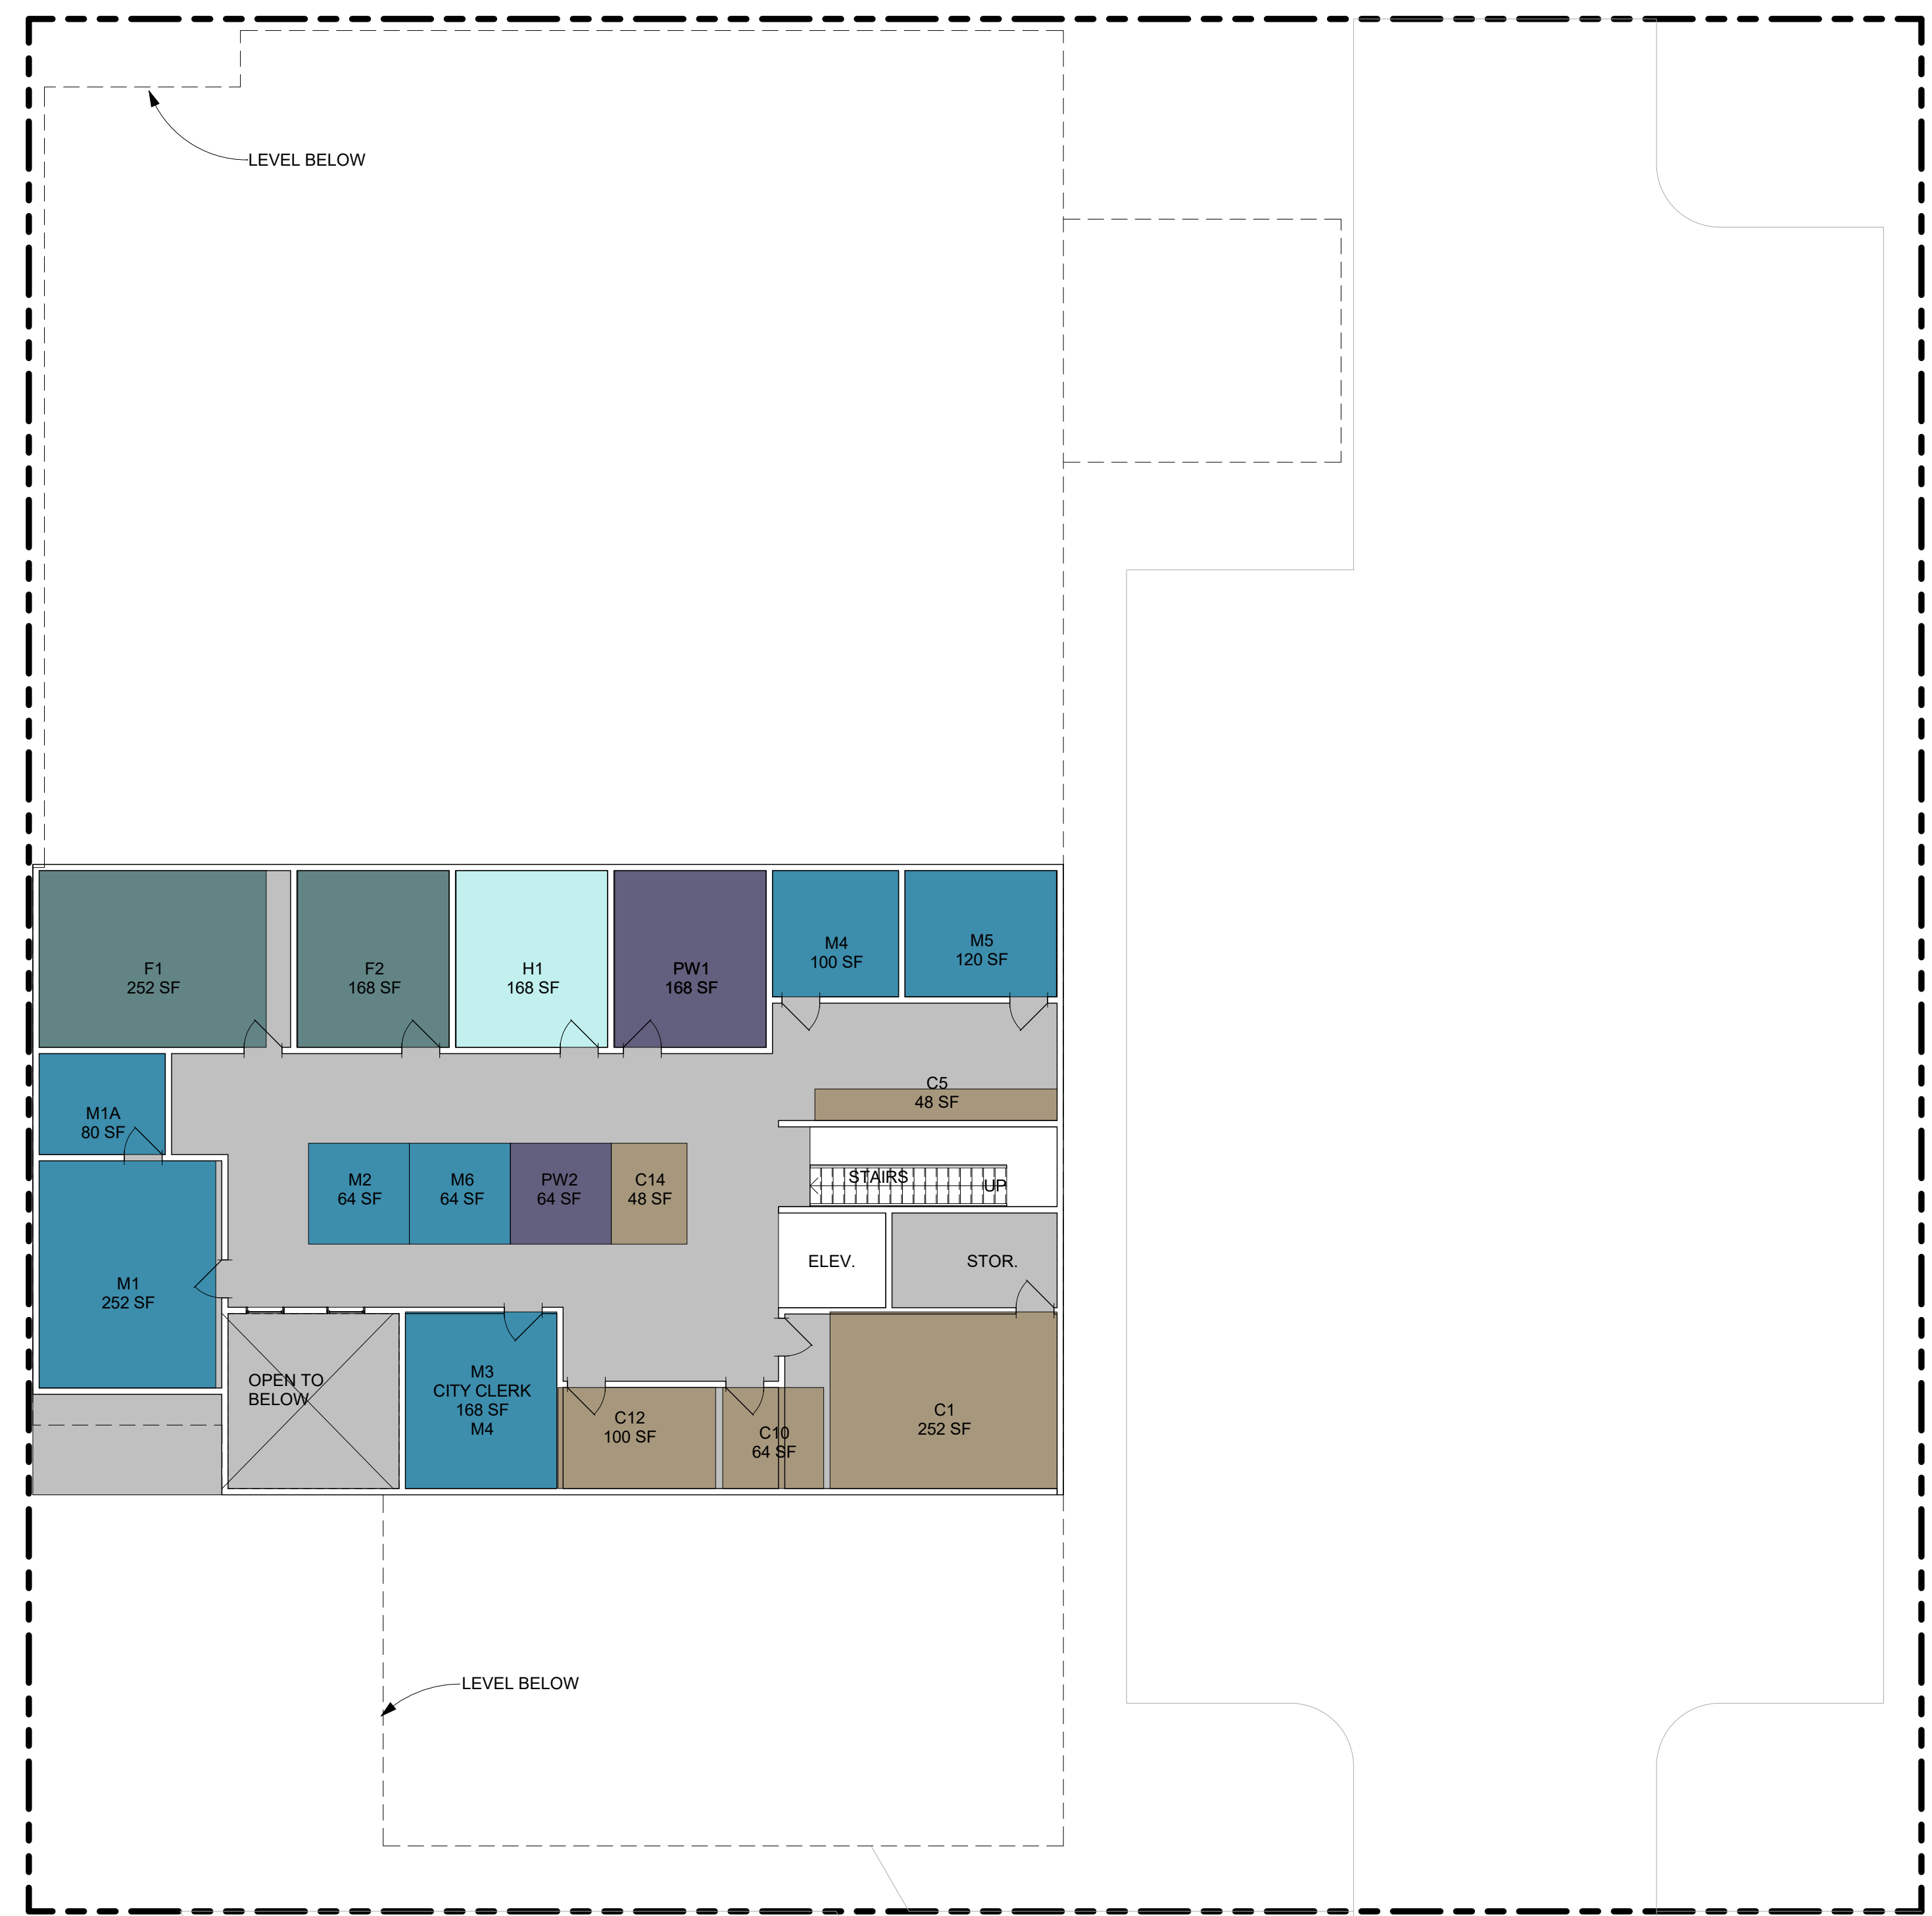 LEVEL BELOW
F1
252 SF
F2
168 SF
H1
168 SF
PW1
168 SF
M4
100 SF
M5
120 SF
M1A
80 SF
C5
48 SF
M2
64 SF
M6
64 SF
PW2
64 SF
C14
48 SF
STAIRS
UP
M1
252 SF
ELEV.
STOR.
OPEN TO
BELOW
M3
CITY CLERK
168 SF
M4
C12
100 SF
C10
64 SF
C1
252 SF
LEVEL BELOW